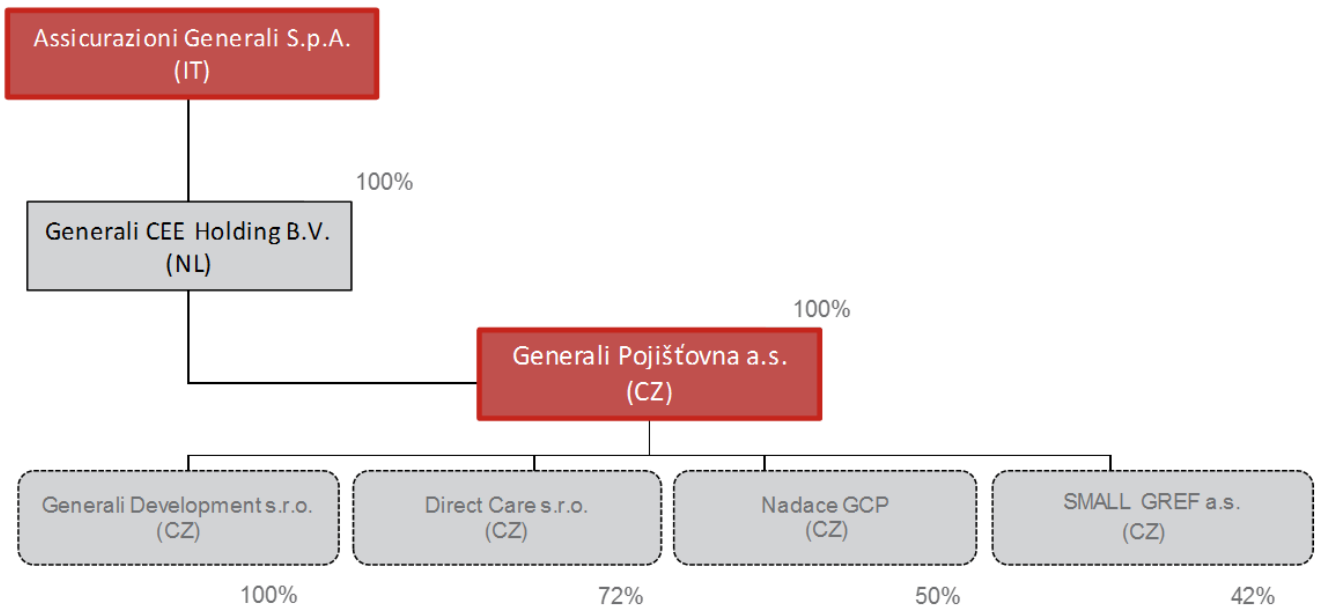 Assicurazioni Generali S.p.A.
(IT)
100%
Generali CEE Holding B.V.
(NL)
100%
Generali Pojišťovna a.s.
(CZ)
Generali Development s.r.o.
(CZ)
Direct Care s.r.o.
(CZ)
Nadace GCP
(CZ)
SMALL GREF a.s.
(CZ)
100%
72%
50%
42%